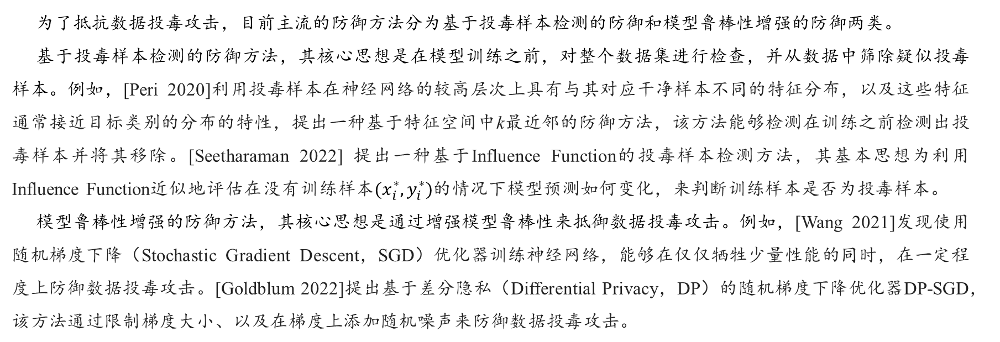 为了抵抗数据投毒攻击，目前主流的防御方法分为基于投毒样本检测的防御和模型鲁棒性增强的防御两类。
基于投毒样本检测的防御方法，其核心思想是在模型训练之前，对整个数据集进行检查，并从数据中筛除疑似投毒
样本。例如，[Peri 2020]利用投毒样本在神经网络的较高层次上具有与其对应干净样本不同的特征分布，以及这些特征
通常接近目标类别的分布的特性，提出一种基于特征空间中k最近邻的防御方法，该方法能够检测在训练之前检测出投
毒样本并将其移除。[Seetharaman 2022] 提出一种基于Influence Function的投毒样本检测方法，其基本思想为利用
Influence Function近似地评估在没有训练样本$(x_i^*, y_i^*)$的情况下模型预测如何变化，来判断训练样本是否为投毒样本。
模型鲁棒性增强的防御方法，其核心思想是通过增强模型鲁棒性来抵御数据投毒攻击。例如，[Wang 2021]发现使用
随机梯度下降（Stochastic Gradient Descent，SGD）优化器训练神经网络，能够在仅仅牺牲少量性能的同时，在一定程
度上防御数据投毒攻击。[Goldblum 2022]提出基于差分隐私（Differential Privacy，DP）的随机梯度下降优化器DP-SGD，
该方法通过限制梯度大小、以及在梯度上添加随机噪声来防御数据投毒攻击。